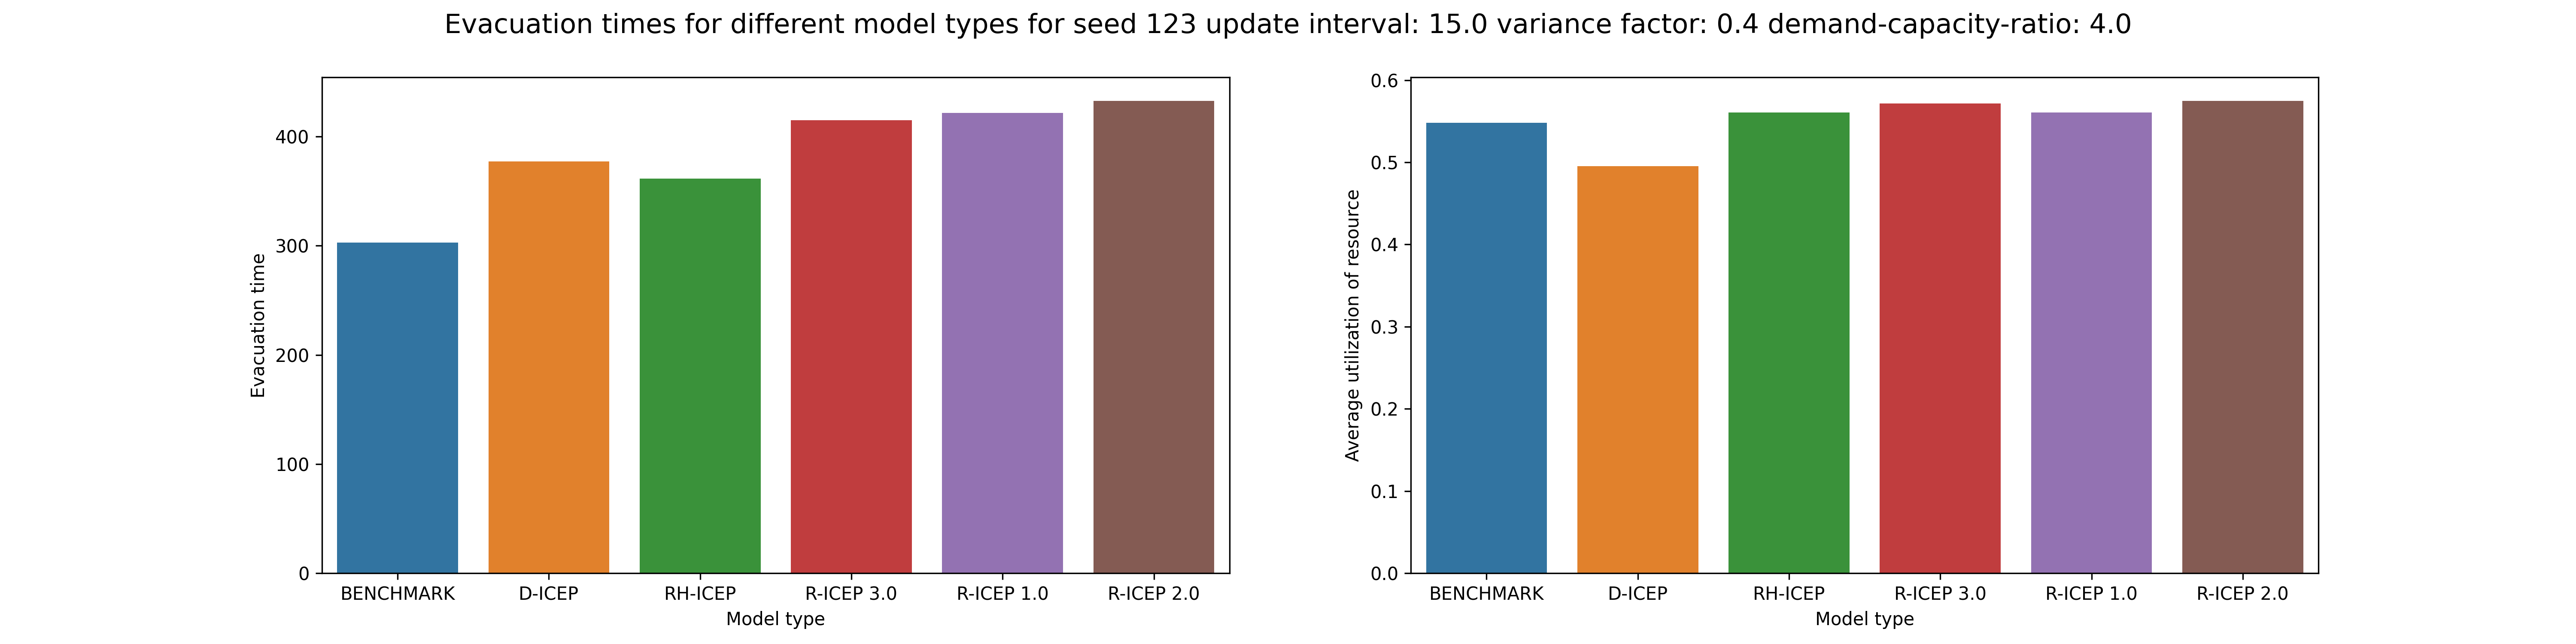 Evacuation times for different model types for seed 123 update interval: 15.0 variance factor: 0.4 demand-capacity-ratio: 4.0
Evacuation time
400
300
200
100
0
BENCHMARK
D-ICEP
RH-ICEP
R-ICEP 3.0
R-ICEP 1.0
R-ICEP 2.0
Model type
Average utilization of resource
0.6
0.5
0.4
0.3
0.2
0.1
0.0
BENCHMARK
D-ICEP
RH-ICEP
R-ICEP 3.0
R-ICEP 1.0
R-ICEP 2.0
Model type